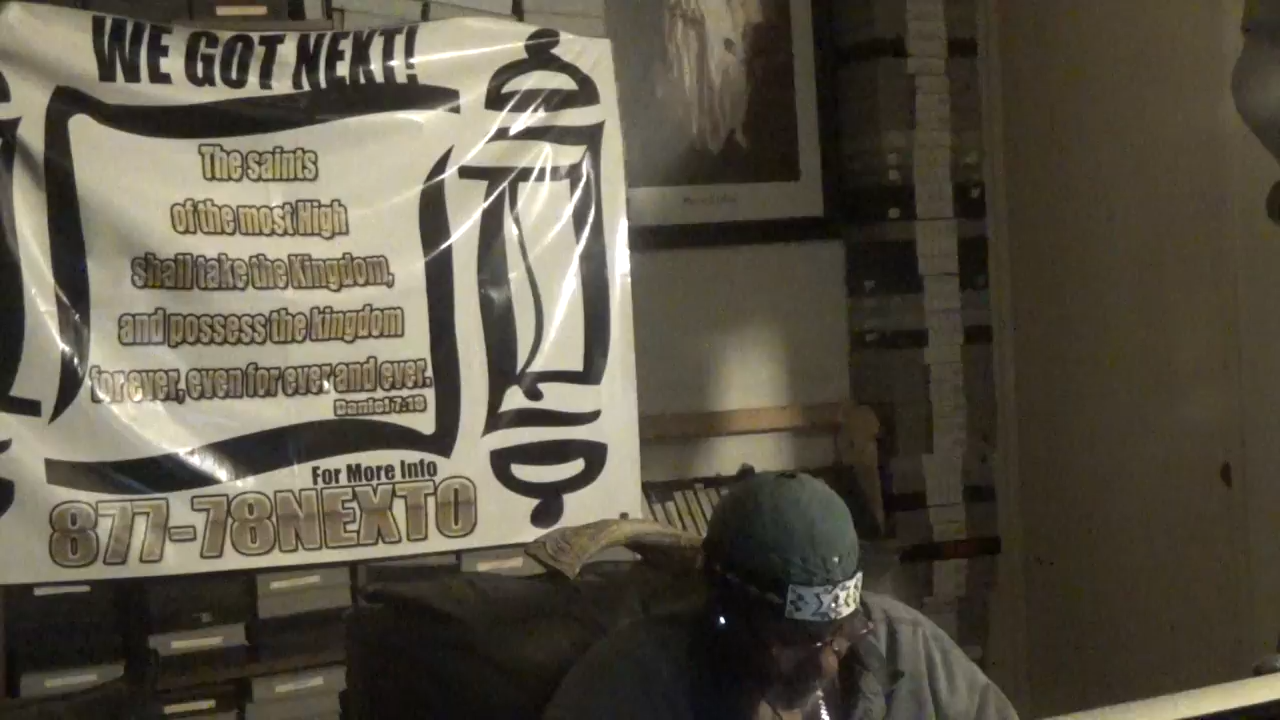 WE GOT NEXT!
The saints
of the most High
shall take the Kingdom,
and possess the kingdom
for ever, even for ever and ever.
Daniel 7:18
For More Info
877-78NEXTO